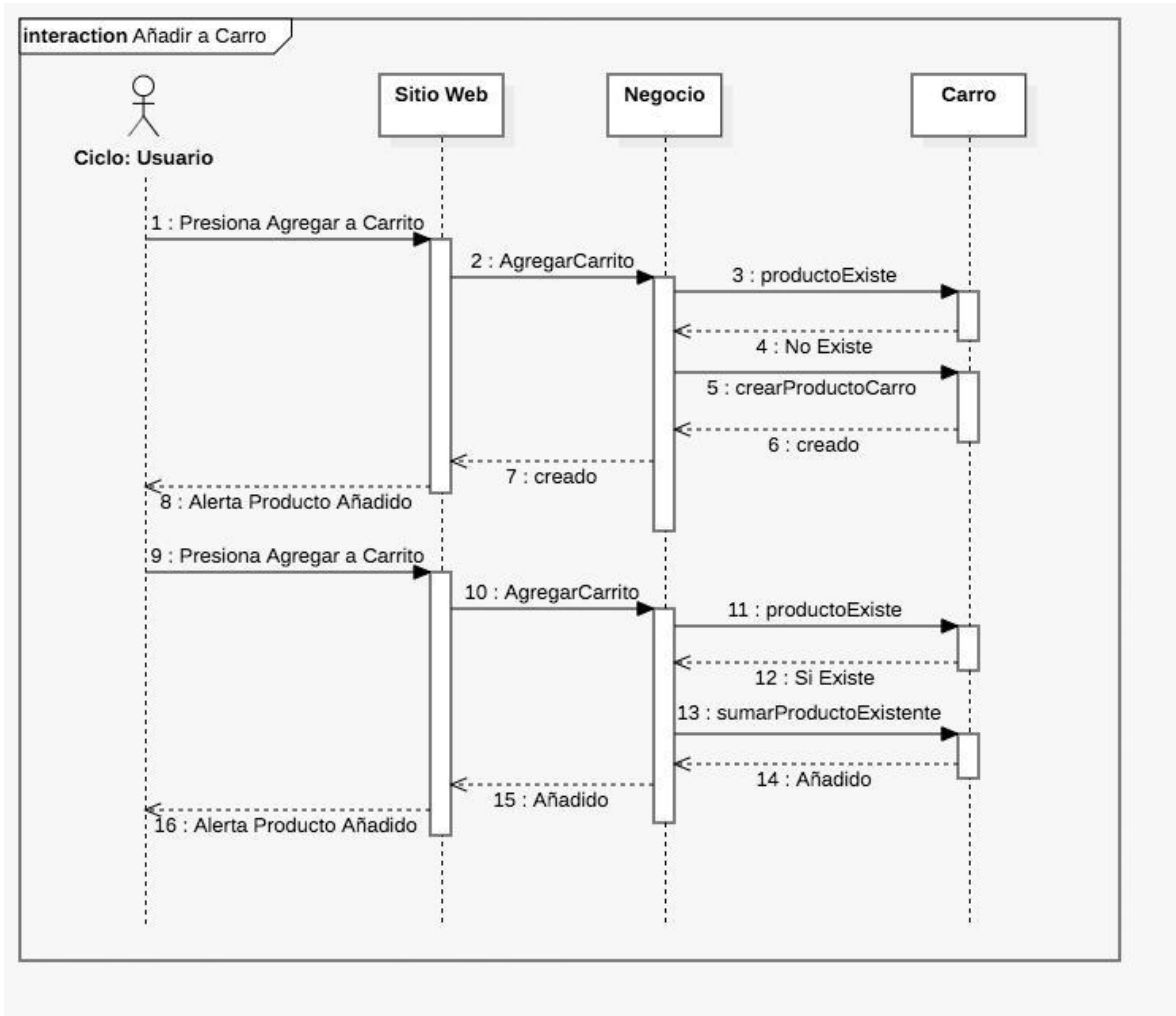 interaction Añadir a Carro
Sitio Web
Negocio
Carro
Ciclo: Usuario
1 : Presiona Agregar a Carrito
2 : AgregarCarrito
3 : productoExiste
4 : No Existe
5 : crearProductoCarro
6 : creado
7 : creado
8 : Alerta Producto Añadido
9 : Presiona Agregar a Carrito
10 : AgregarCarrito
11 : productoExiste
12 : Si Existe
13 : sumarProductoExistente
14 : Añadido
15 : Añadido
16 : Alerta Producto Añadido